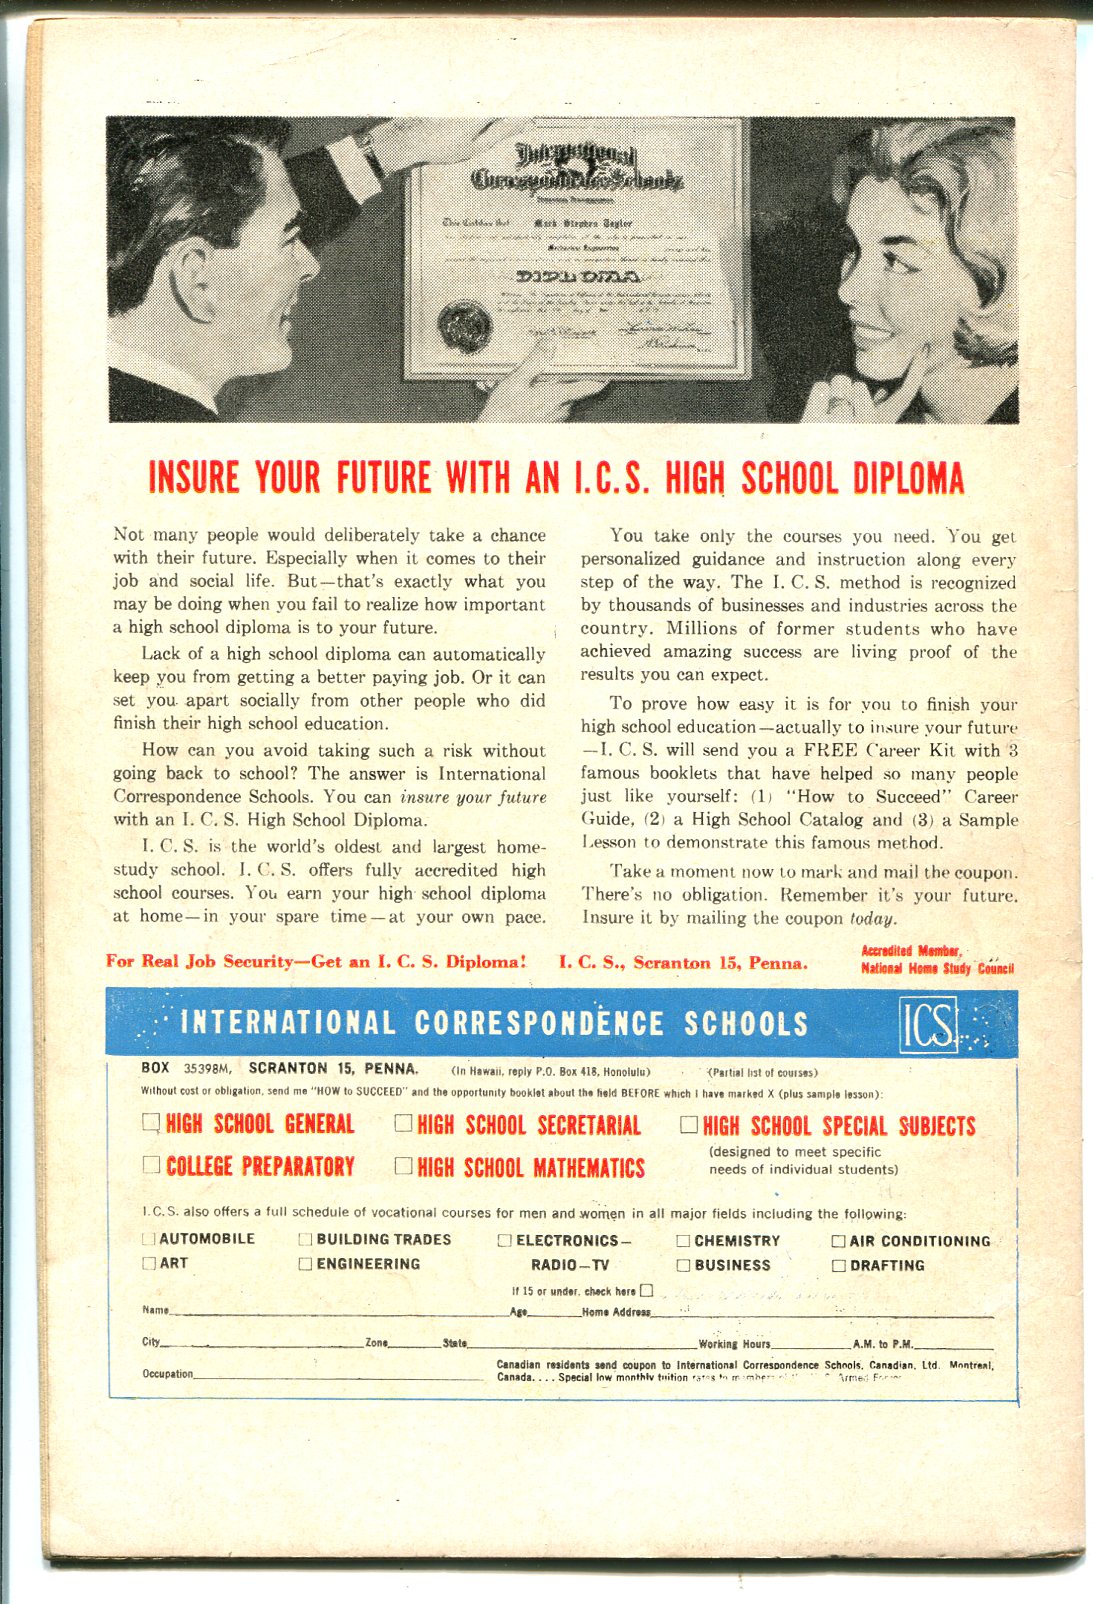 International
Correspondence Schools
This Certifies that Mark Stephen Taylor
Mechanical Engineering
DIPLOMA
INSURE YOUR FUTURE WITH AN I.C.S. HIGH SCHOOL DIPLOMA
Not many people would deliberately take a chance
with their future. Especially when it comes to their
job and social life. But—that's exactly what you
may be doing when you fail to realize how important
a high school diploma is to your future.
Lack of a high school diploma can automatically
keep you from getting a better paying job. Or it can
set you apart socially from other people who did
finish their high school education.
How can you avoid taking such a risk without
going back to school? The answer is International
Correspondence Schools. You can insure your future
with an I. C. S. High School Diploma.
I. C. S. is the world's oldest and largest home-
study school. I. C. S. offers fully accredited high
school courses. You earn your high school diploma
at home—in your spare time—at your own pace.
You take only the courses you need. You get
personalized guidance and instruction along every
step of the way. The I. C. S. method is recognized
by thousands of businesses and industries across the
country. Millions of former students who have
achieved amazing success are living proof of the
results you can expect.
To prove how easy it is for you to finish your
high school education—actually to insure your future
—I. C. S. will send you a FREE Career Kit with 3
famous booklets that have helped so many people
just like yourself: (1) "How to Succeed" Career
Guide, (2) a High School Catalog and (3) a Sample
Lesson to demonstrate this famous method.
Take a moment now to mark and mail the coupon.
There's no obligation. Remember it's your future.
Insure it by mailing the coupon today.
For Real Job Security—Get an I. C. S. Diploma! I. C. S., Scranton 15, Penna.
Accredited Member,
National Home Study Council
INTERNATIONAL CORRESPONDENCE SCHOOLS ICS
BOX 35398M, SCRANTON 15, PENNA. (In Hawaii, reply P.O. Box 418, Honolulu) (Partial list of courses)
Without cost or obligation, send me "HOW to SUCCEED" and the opportunity booklet about the field BEFORE which I have marked X (plus sample lesson):
HIGH SCHOOL GENERAL HIGH SCHOOL SECRETARIAL HIGH SCHOOL SPECIAL SUBJECTS
(designed to meet specific
COLLEGE PREPARATORY HIGH SCHOOL MATHEMATICS needs of individual students)
I.C.S. also offers a full schedule of vocational courses for men and women in all major fields including the following:
AUTOMOBILE BUILDING TRADES ELECTRONICS— CHEMISTRY AIR CONDITIONING
ART ENGINEERING RADIO—TV BUSINESS DRAFTING
If 15 or under, check here
Name Age Home Address
City Zone State Working Hours A.M. to P.M.
Occupation
Canadian residents send coupon to International Correspondence Schools, Canadian, Ltd. Montreal,
Canada. . . . Special low monthly tuition rates to members of the Armed Forces